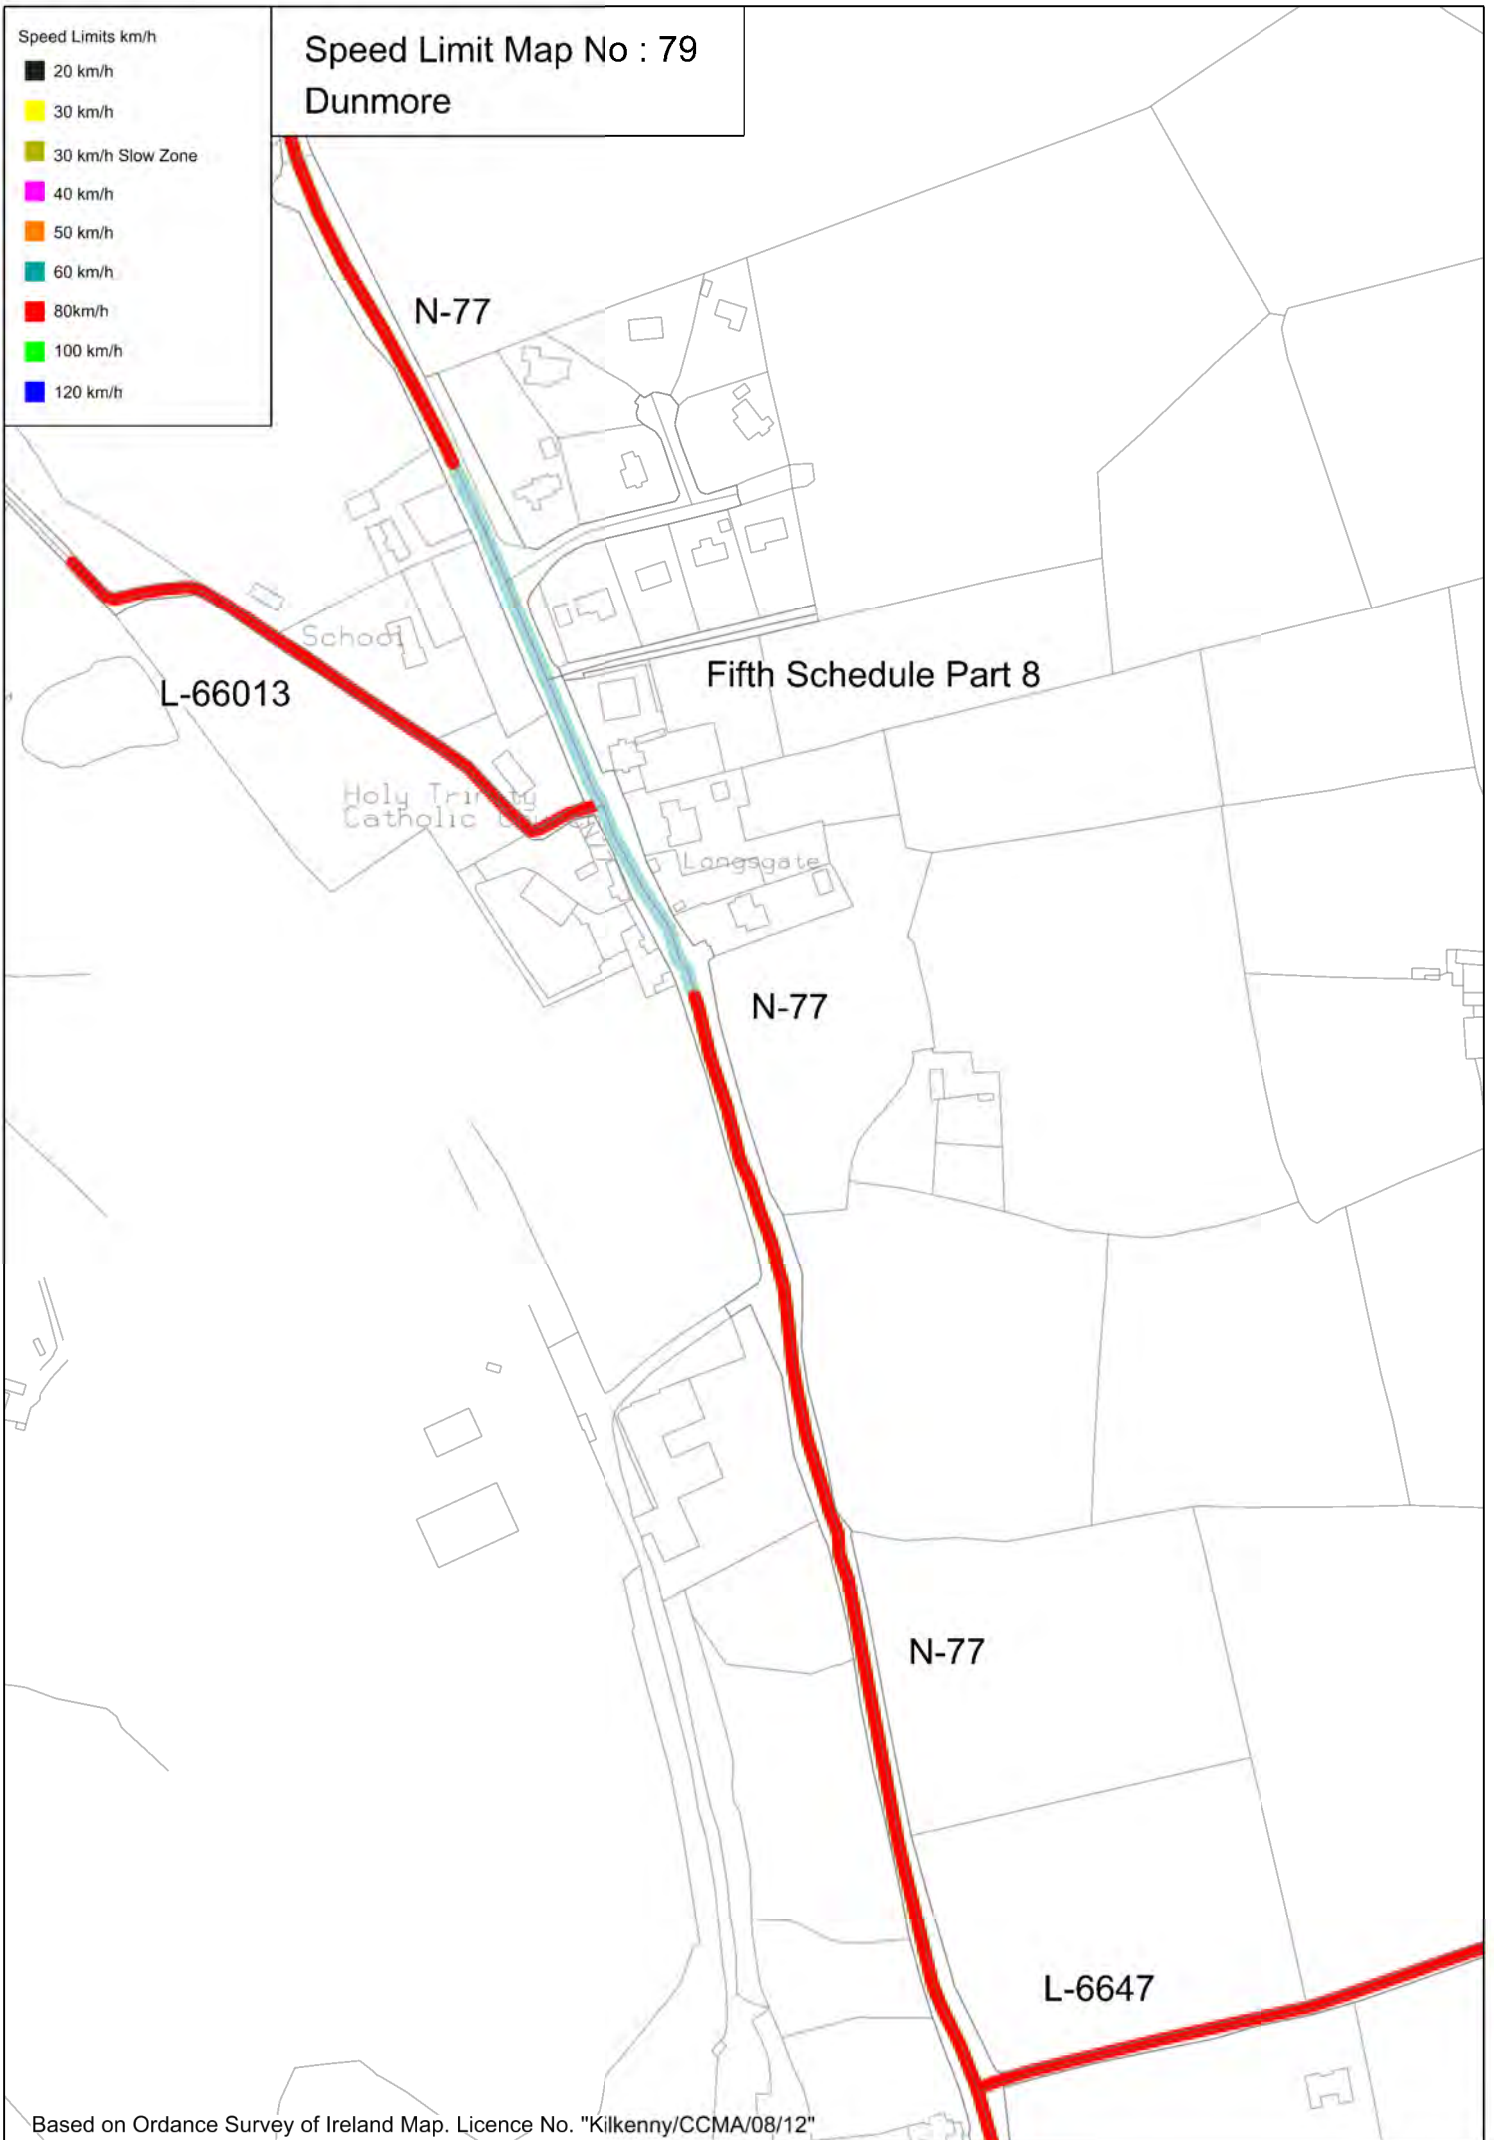 Speed Limits km/h
20 km/h
30 km/h
30 km/h Slow Zone
40 km/h
50 km/h
60 km/h
80km/h
100 km/h
120 km/h
Speed Limit Map No : 79
Dunmore
N-77
School
L-66013
Fifth Schedule Part 8
Holy Trinity
Catholic
Longsgate
N-77
N-77
L-6647
Based on Ordance Survey of Ireland Map. Licence No. "Kilkenny/CCMA/08/12"